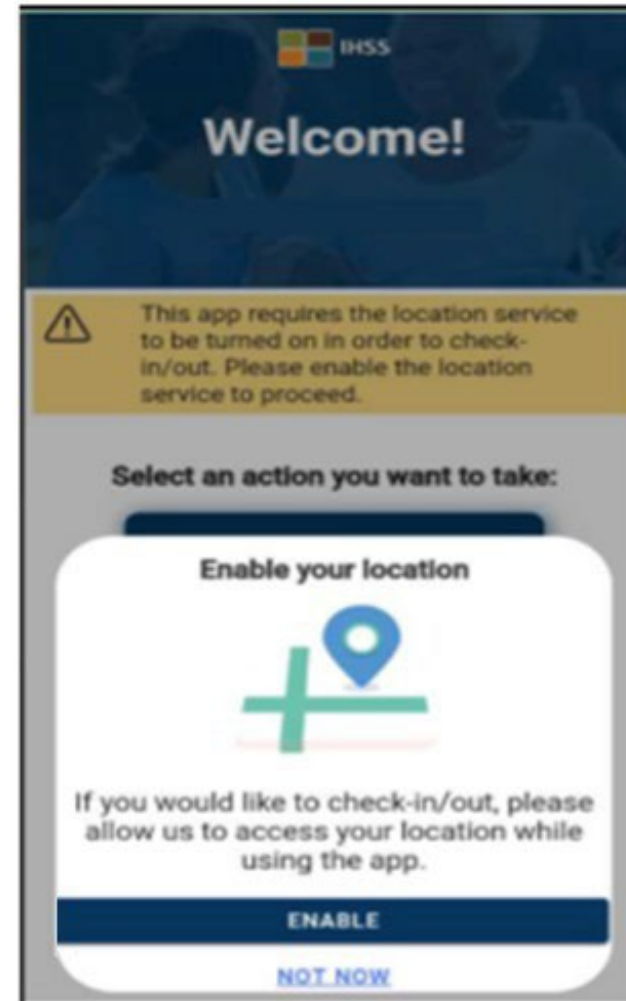 IHSS
Welcome!
This app requires the location service
to be turned on in order to check-
in/out. Please enable the location
service to proceed.
Select an action you want to take:
Enable your location
If you would like to check-in/out, please
allow us to access your location while
using the app.
ENABLE
NOT NOW